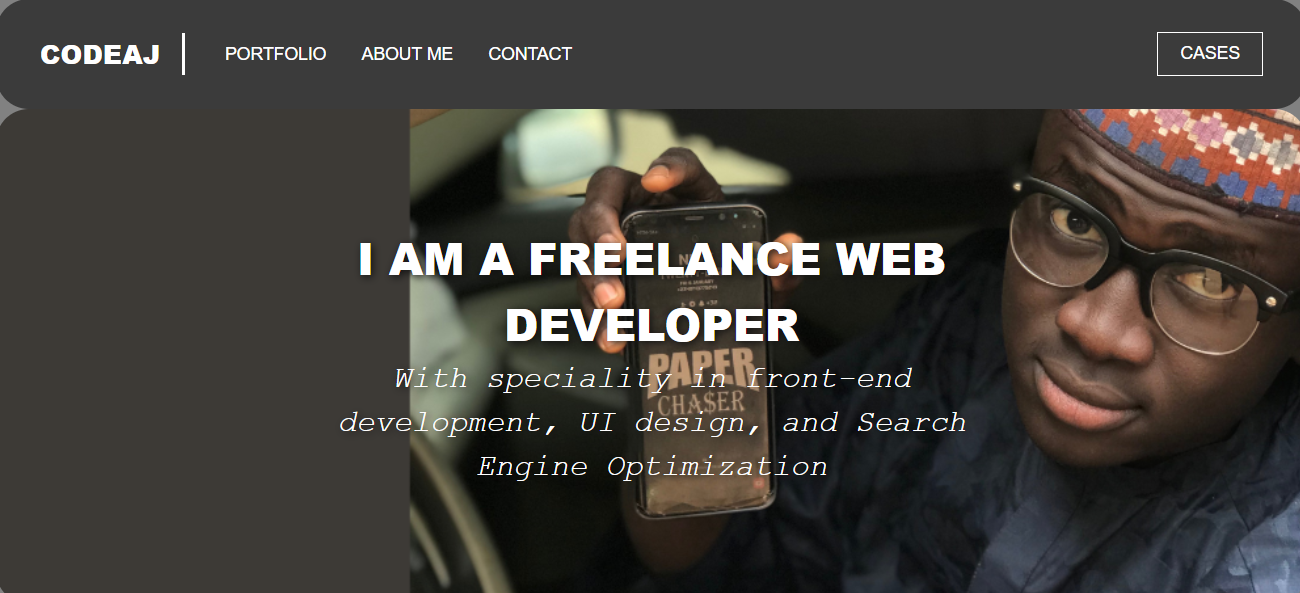 CODEAJ
PORTFOLIO ABOUT ME CONTACT
CASES
I AM A FREELANCE WEB
DEVELOPER
With speciality in front-end
development, UI design, and Search
Engine Optimization
PAPER
CHA$ER